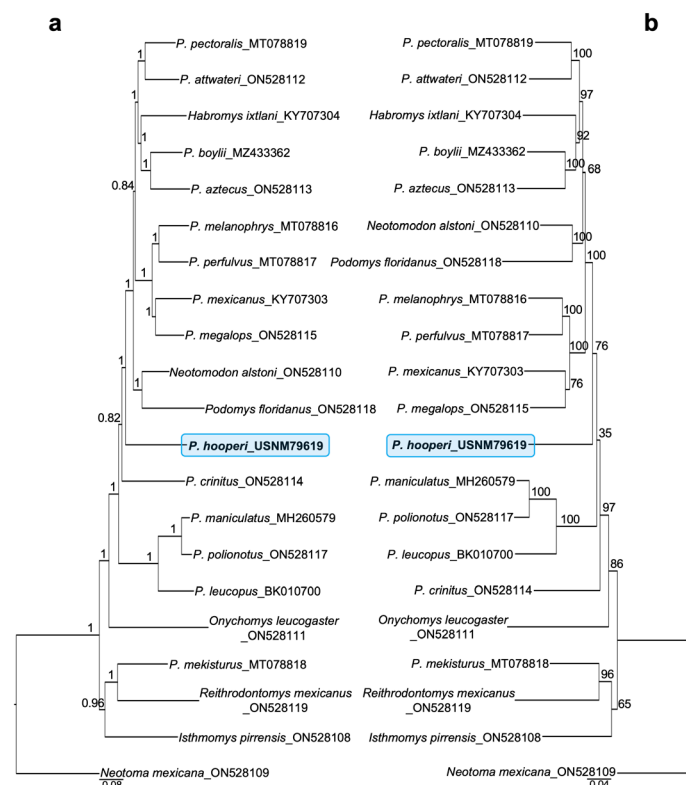 a b
1 P. pectoralis_MT078819 P. pectoralis_MT078819 100
1 P. attwateri_ON528112 P. attwateri_ON528112 97
Habromys ixtlani_KY707304 Habromys ixtlani_KY707304
1 92
1 P. boylii_MZ433362 P. boylii_MZ433362 100 68
0.84 P. aztecus_ON528113 P. aztecus_ON528113
1 P. melanophrys_MT078816 Neotomodon alstoni_ON528110 100
1 P. perfulvus_MT078817 Podomys floridanus_ON528118 100
1 P. mexicanus_KY707303 P. melanophrys_MT078816 100
1 P. megalops_ON528115 P. perfulvus_MT078817 100 76
1 Neotomodon alstoni_ON528110 P. mexicanus_KY707303 76
1 Podomys floridanus_ON528118 P. megalops_ON528115
0.82 P. hooperi_USNM79619 P. hooperi_USNM79619 35
P. crinitus_ON528114 P. maniculatus_MH260579 100
1 1 P. maniculatus_MH260579 P. polionotus_ON528117 100 97
1 1 P. polionotus_ON528117 P. leucopus_BK010700 86
P. leucopus_BK010700 P. crinitus_ON528114
1 Onychomys leucogaster Onychomys leucogaster
_ON528111 _ON528111
1 P. mekisturus_MT078818 P. mekisturus_MT078818 96
0.96 Reithrodontomys mexicanus Reithrodontomys mexicanus 65
_ON528119 _ON528119
Isthmomys pirrensis_ON528108 Isthmomys pirrensis_ON528108
Neotoma mexicana_ON528109 Neotoma mexicana_ON528109
0.08 0.04